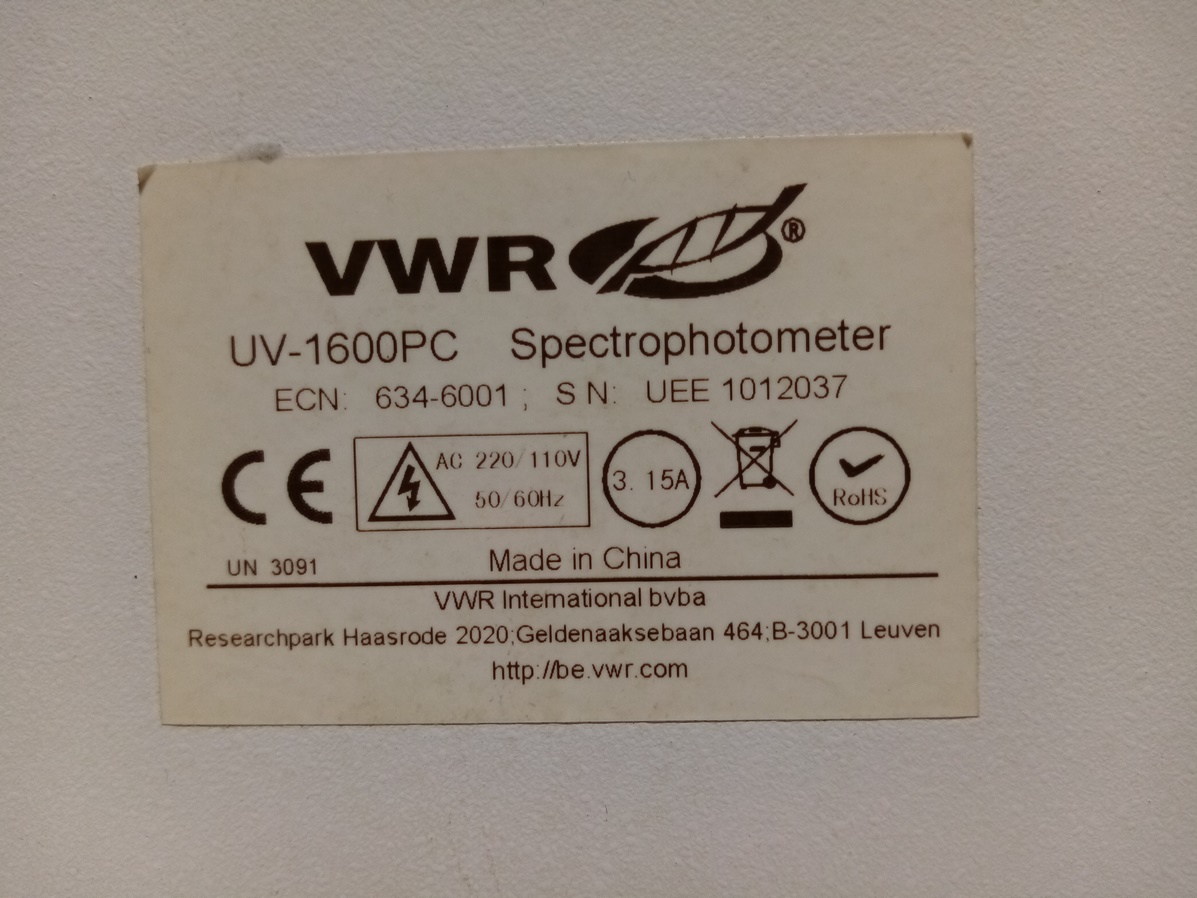 VWR®
UV-1600PC Spectrophotometer
ECN: 634-6001 ; S N: UEE 1012037
CE AC 220/110V 3. 15A RoHS
50/60Hz
UN 3091 Made in China
VWR International bvba
Researchpark Haasrode 2020;Geldenaaksebaan 464;B-3001 Leuven
http://be.vwr.com